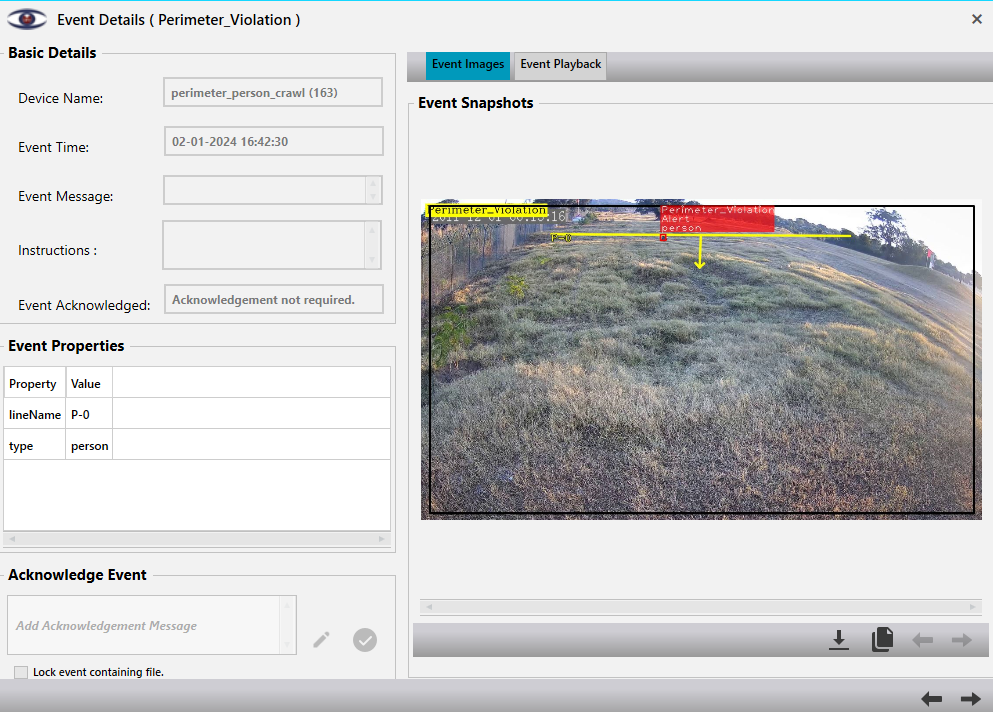 Event Details ( Perimeter_Violation )
Basic Details
Device Name:
perimeter_person_crawl (163)
Event Time:
02-01-2024 16:42:30
Event Message:
Instructions :
Event Acknowledged:
Acknowledgement not required.
Event Properties
Property Value
lineName P-0
type person
Acknowledge Event
Add Acknowledgement Message
Lock event containing file.
Event Images
Event Playback
Event Snapshots
Perimeter_Violation
Perimeter_Violation
Alert
person
P-0